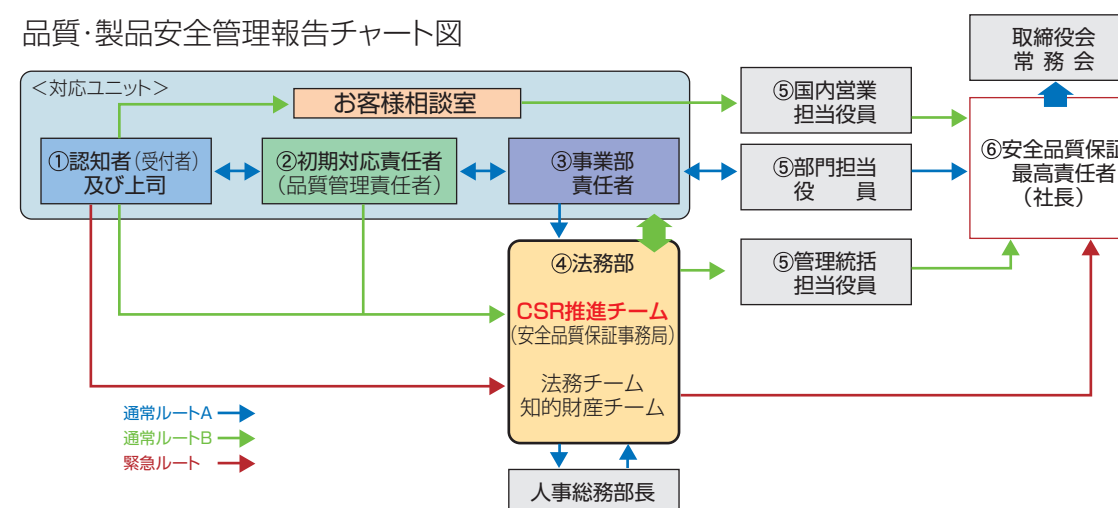 品質・製品安全管理報告チャート図
＜対応ユニット＞
お客様相談室
①認知者(受付者)
及び上司
②初期対応責任者
(品質管理責任者)
③事業部
責任者
⑤国内営業
担当役員
⑤部門担当
役　　員
⑤管理統括
担当役員
取締役会
常 務 会
⑥安全品質保証
最高責任者
(社長)
④法務部
CSR推進チーム
(安全品質保証事務局)
法務チーム
知的財産チーム
人事総務部長
通常ルートA
通常ルートB
緊急ルート